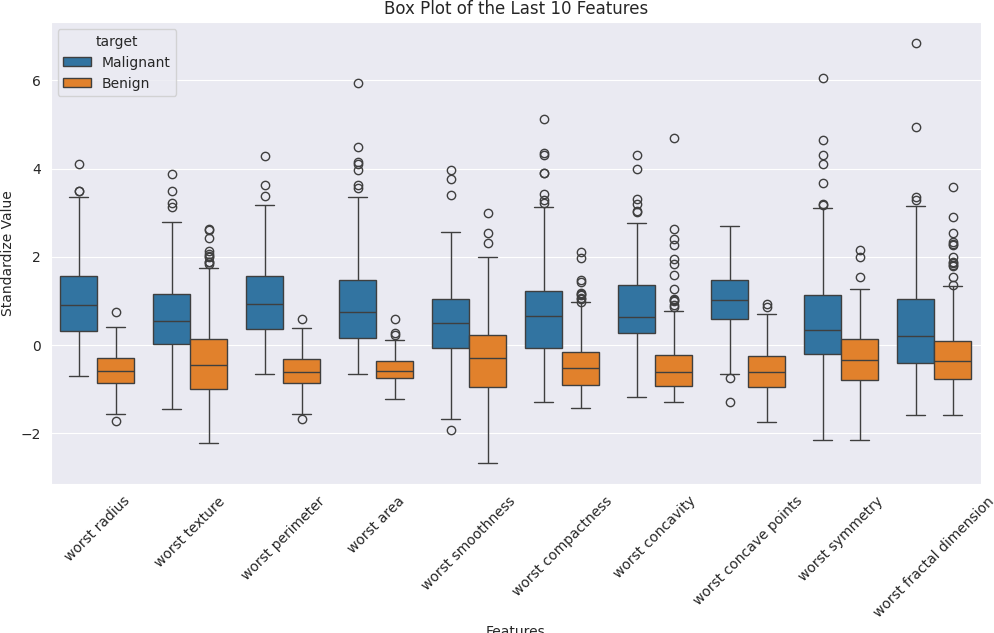 Box Plot of the Last 10 Features
target
Malignant
Benign
Standardize Value
6
4
2
0
−2
worst radius
worst texture
worst perimeter
worst area
worst smoothness
worst compactness
worst concavity
worst concave points
worst symmetry
worst fractal dimension
Features